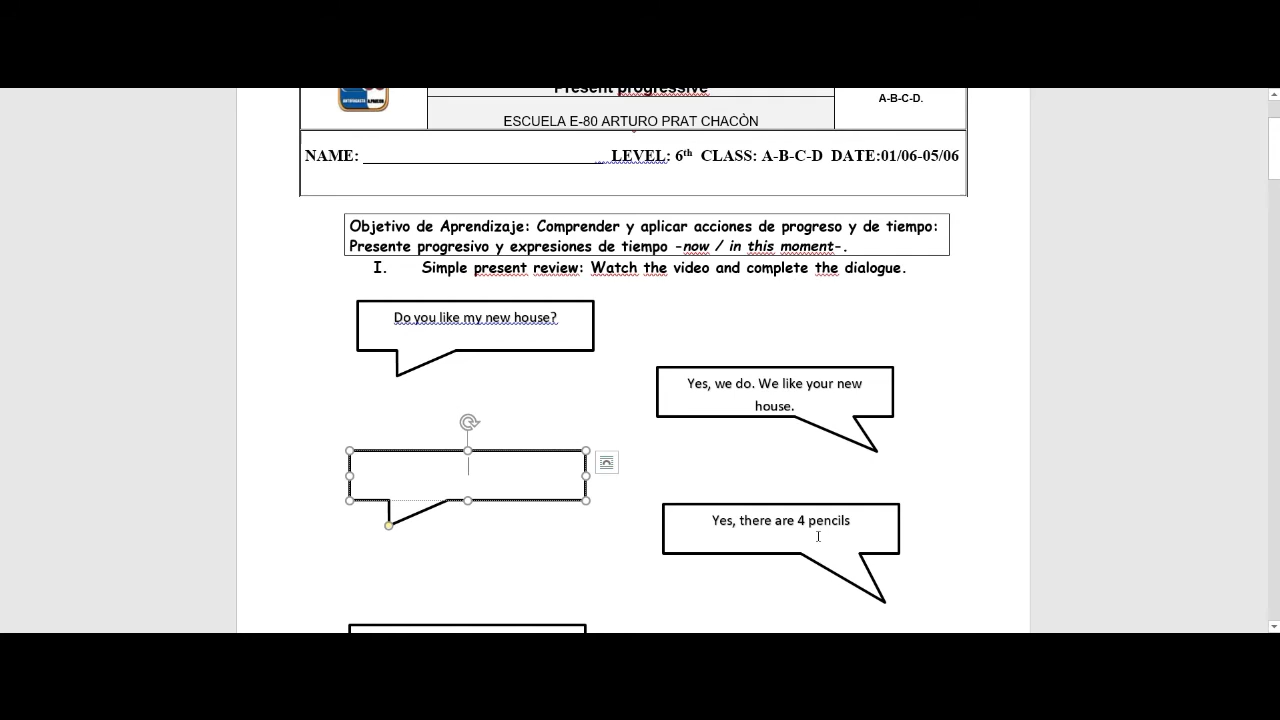 Present progressive
A-B-C-D.
ESCUELA E-80 ARTURO PRAT CHACÒN
NAME: ______________________________ LEVEL: 6th CLASS: A-B-C-D DATE:01/06-05/06
Objetivo de Aprendizaje: Comprender y aplicar acciones de progreso y de tiempo:
Presente progresivo y expresiones de tiempo -now / in this moment-.
I. Simple present review: Watch the video and complete the dialogue.
Do you like my new house?
Yes, we do. We like your new
house.
Yes, there are 4 pencils